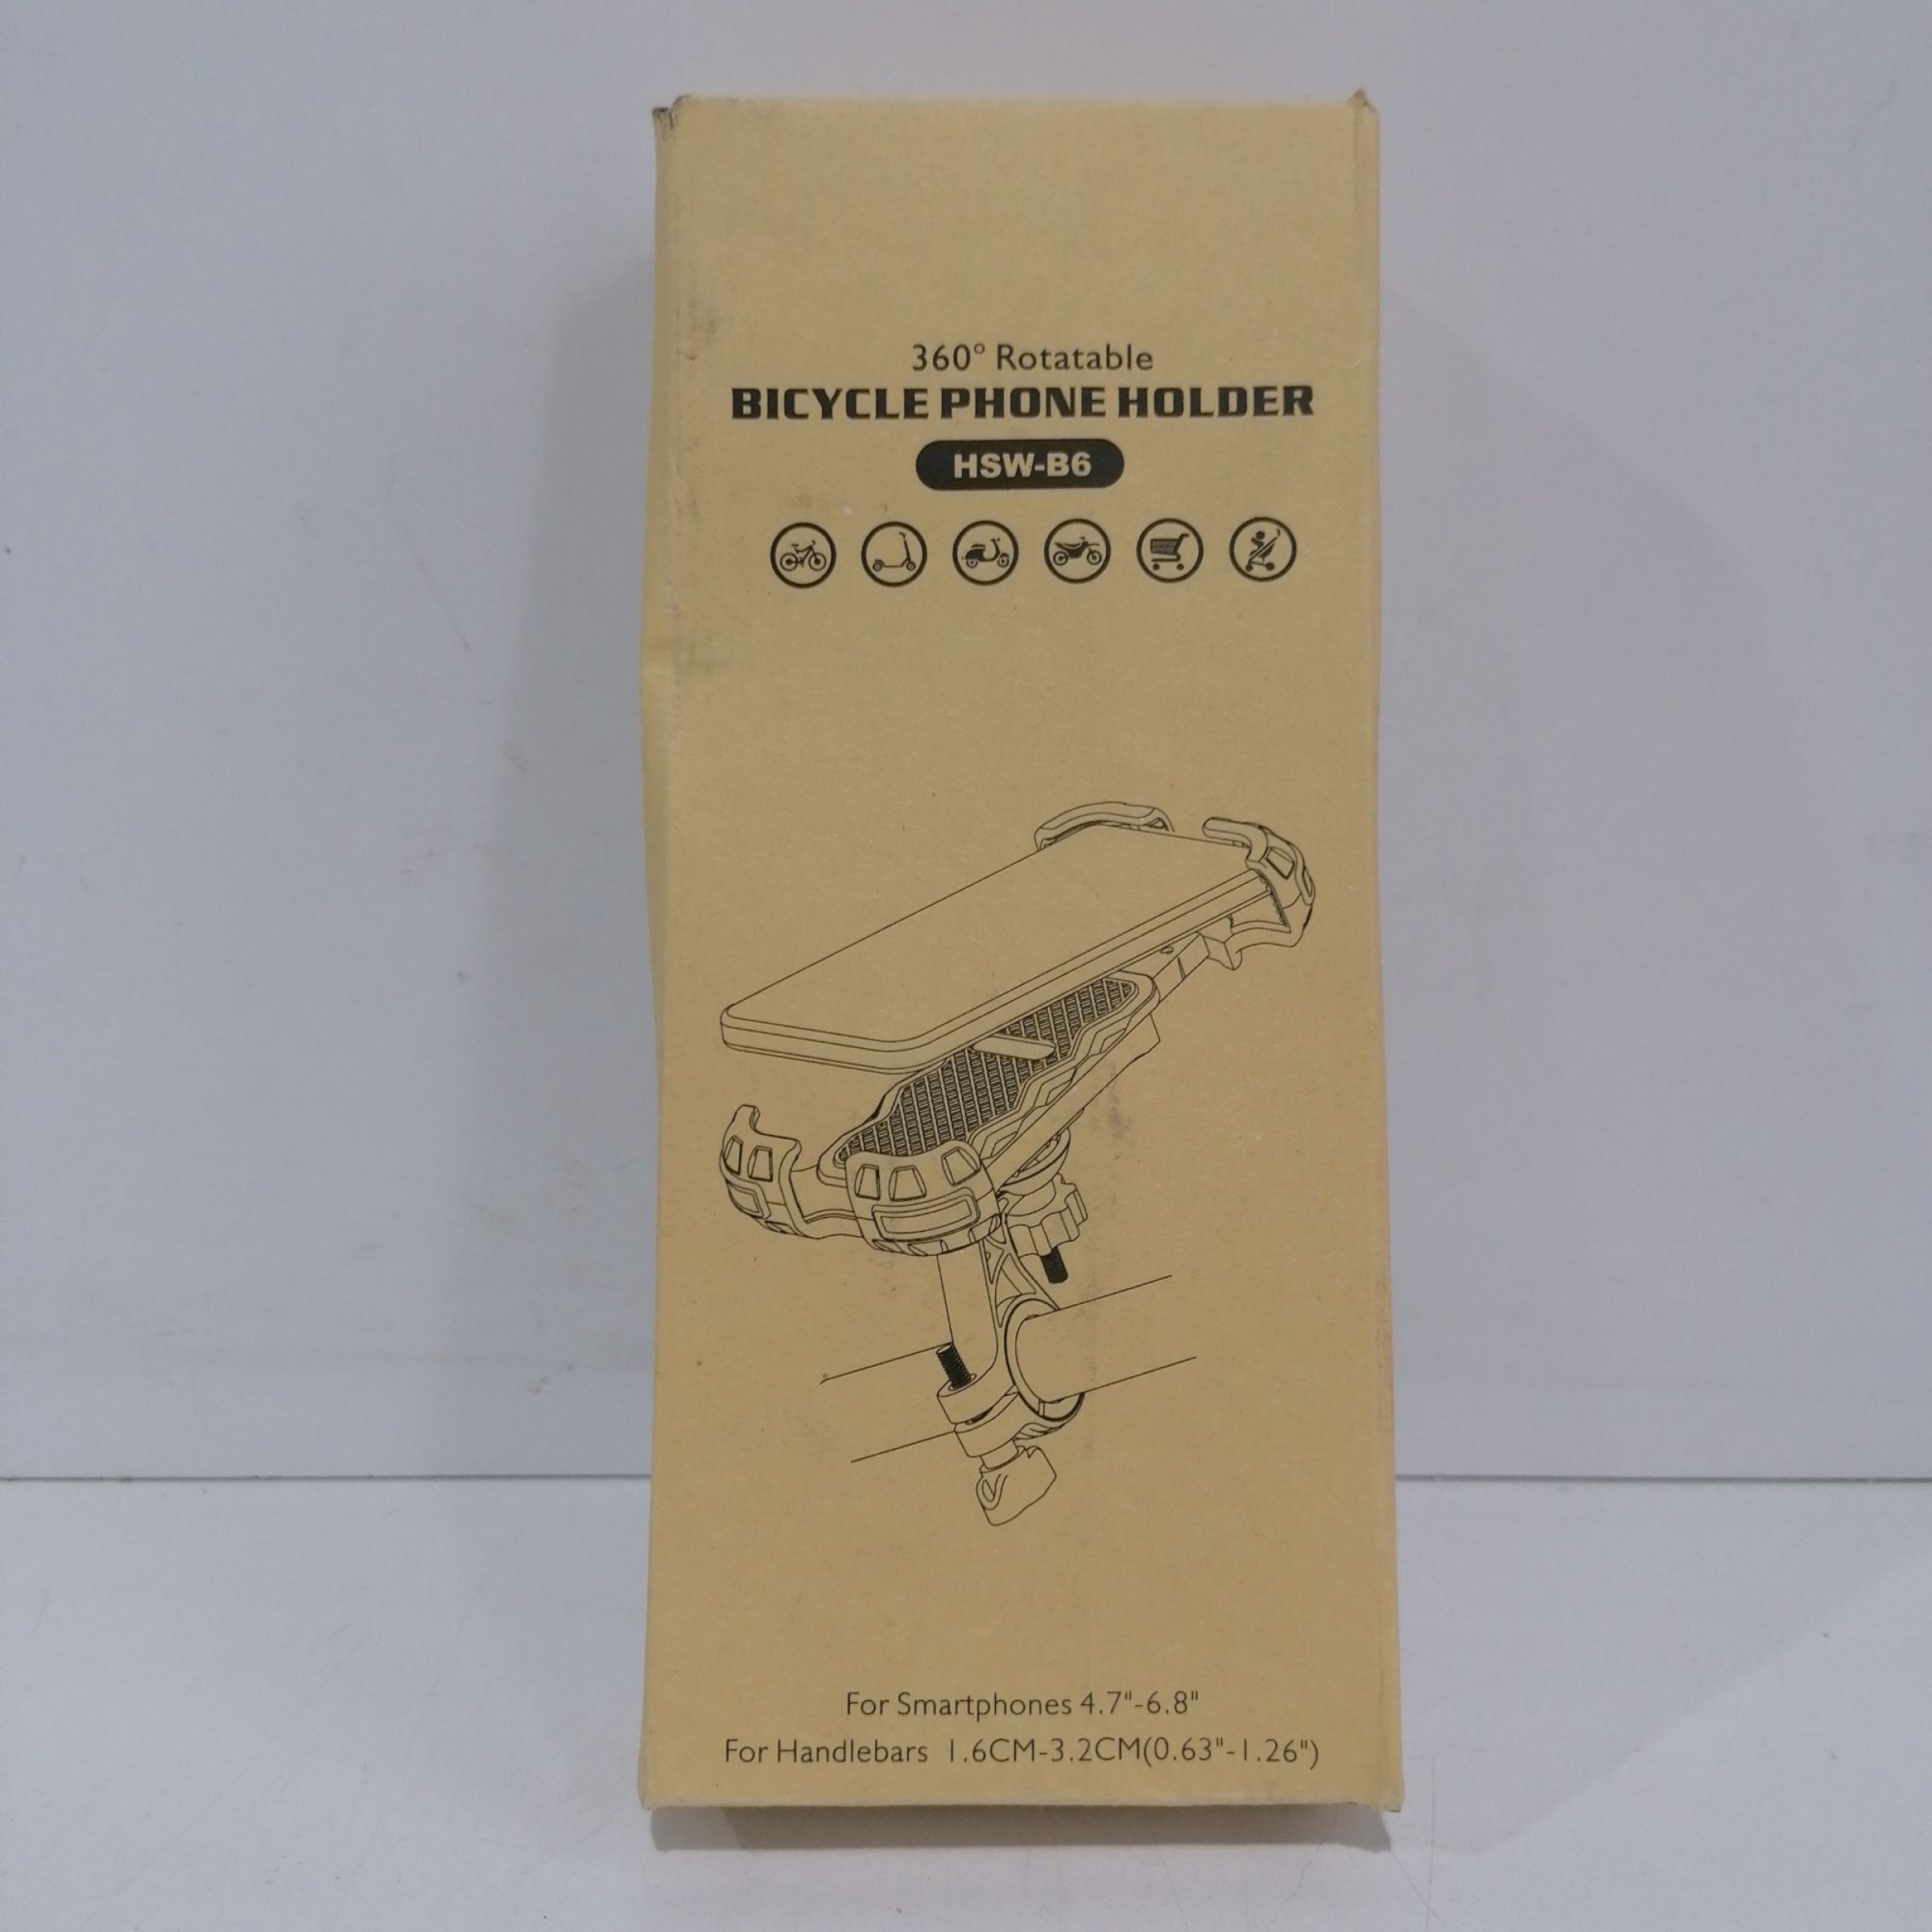 360° Rotatable
BICYCLE PHONE HOLDER
HSW-B6
For Smartphones 4.7"-6.8"
For Handlebars 1.6CM-3.2CM(0.63"-1.26")